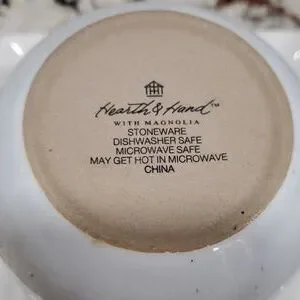 Hearth & Hand™
WITH MAGNOLIA
STONEWARE
DISHWASHER SAFE
MICROWAVE SAFE
MAY GET HOT IN MICROWAVE
CHINA